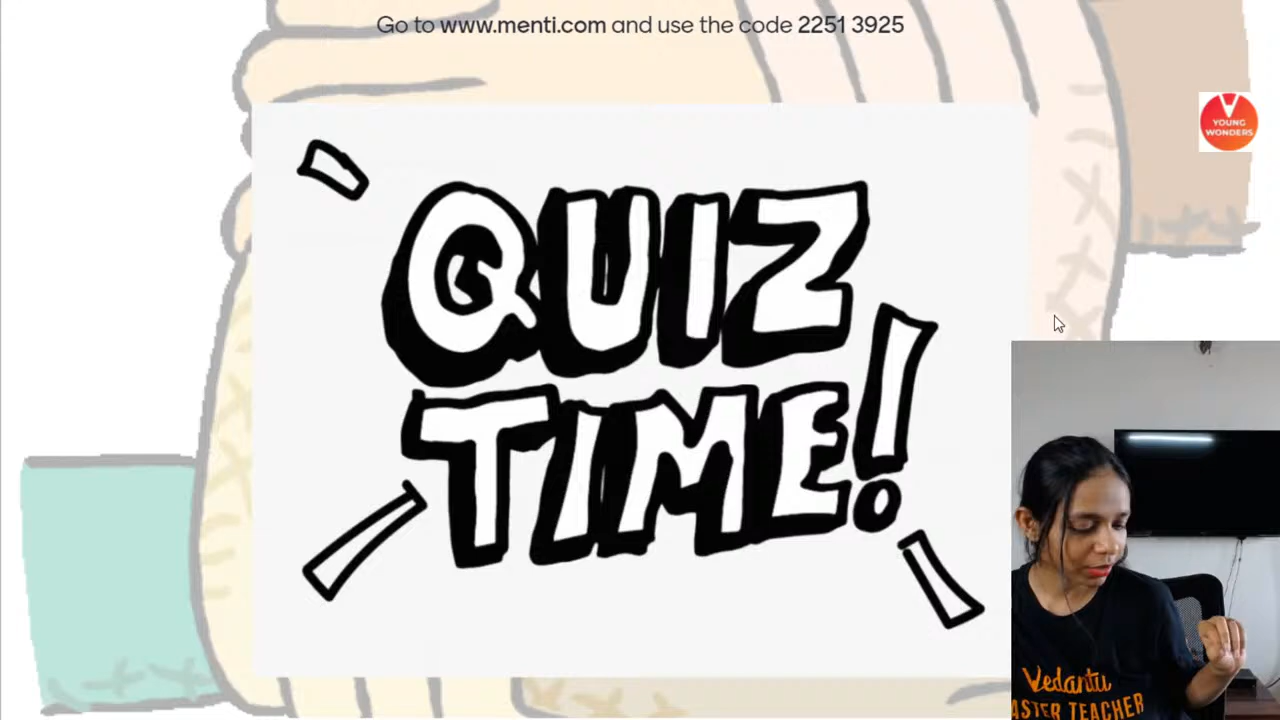 Go to www.menti.com and use the code 2251 3925
YOUNG
WONDERS
QUIZ
TIME!
Vedantu
ASTER TEACHER